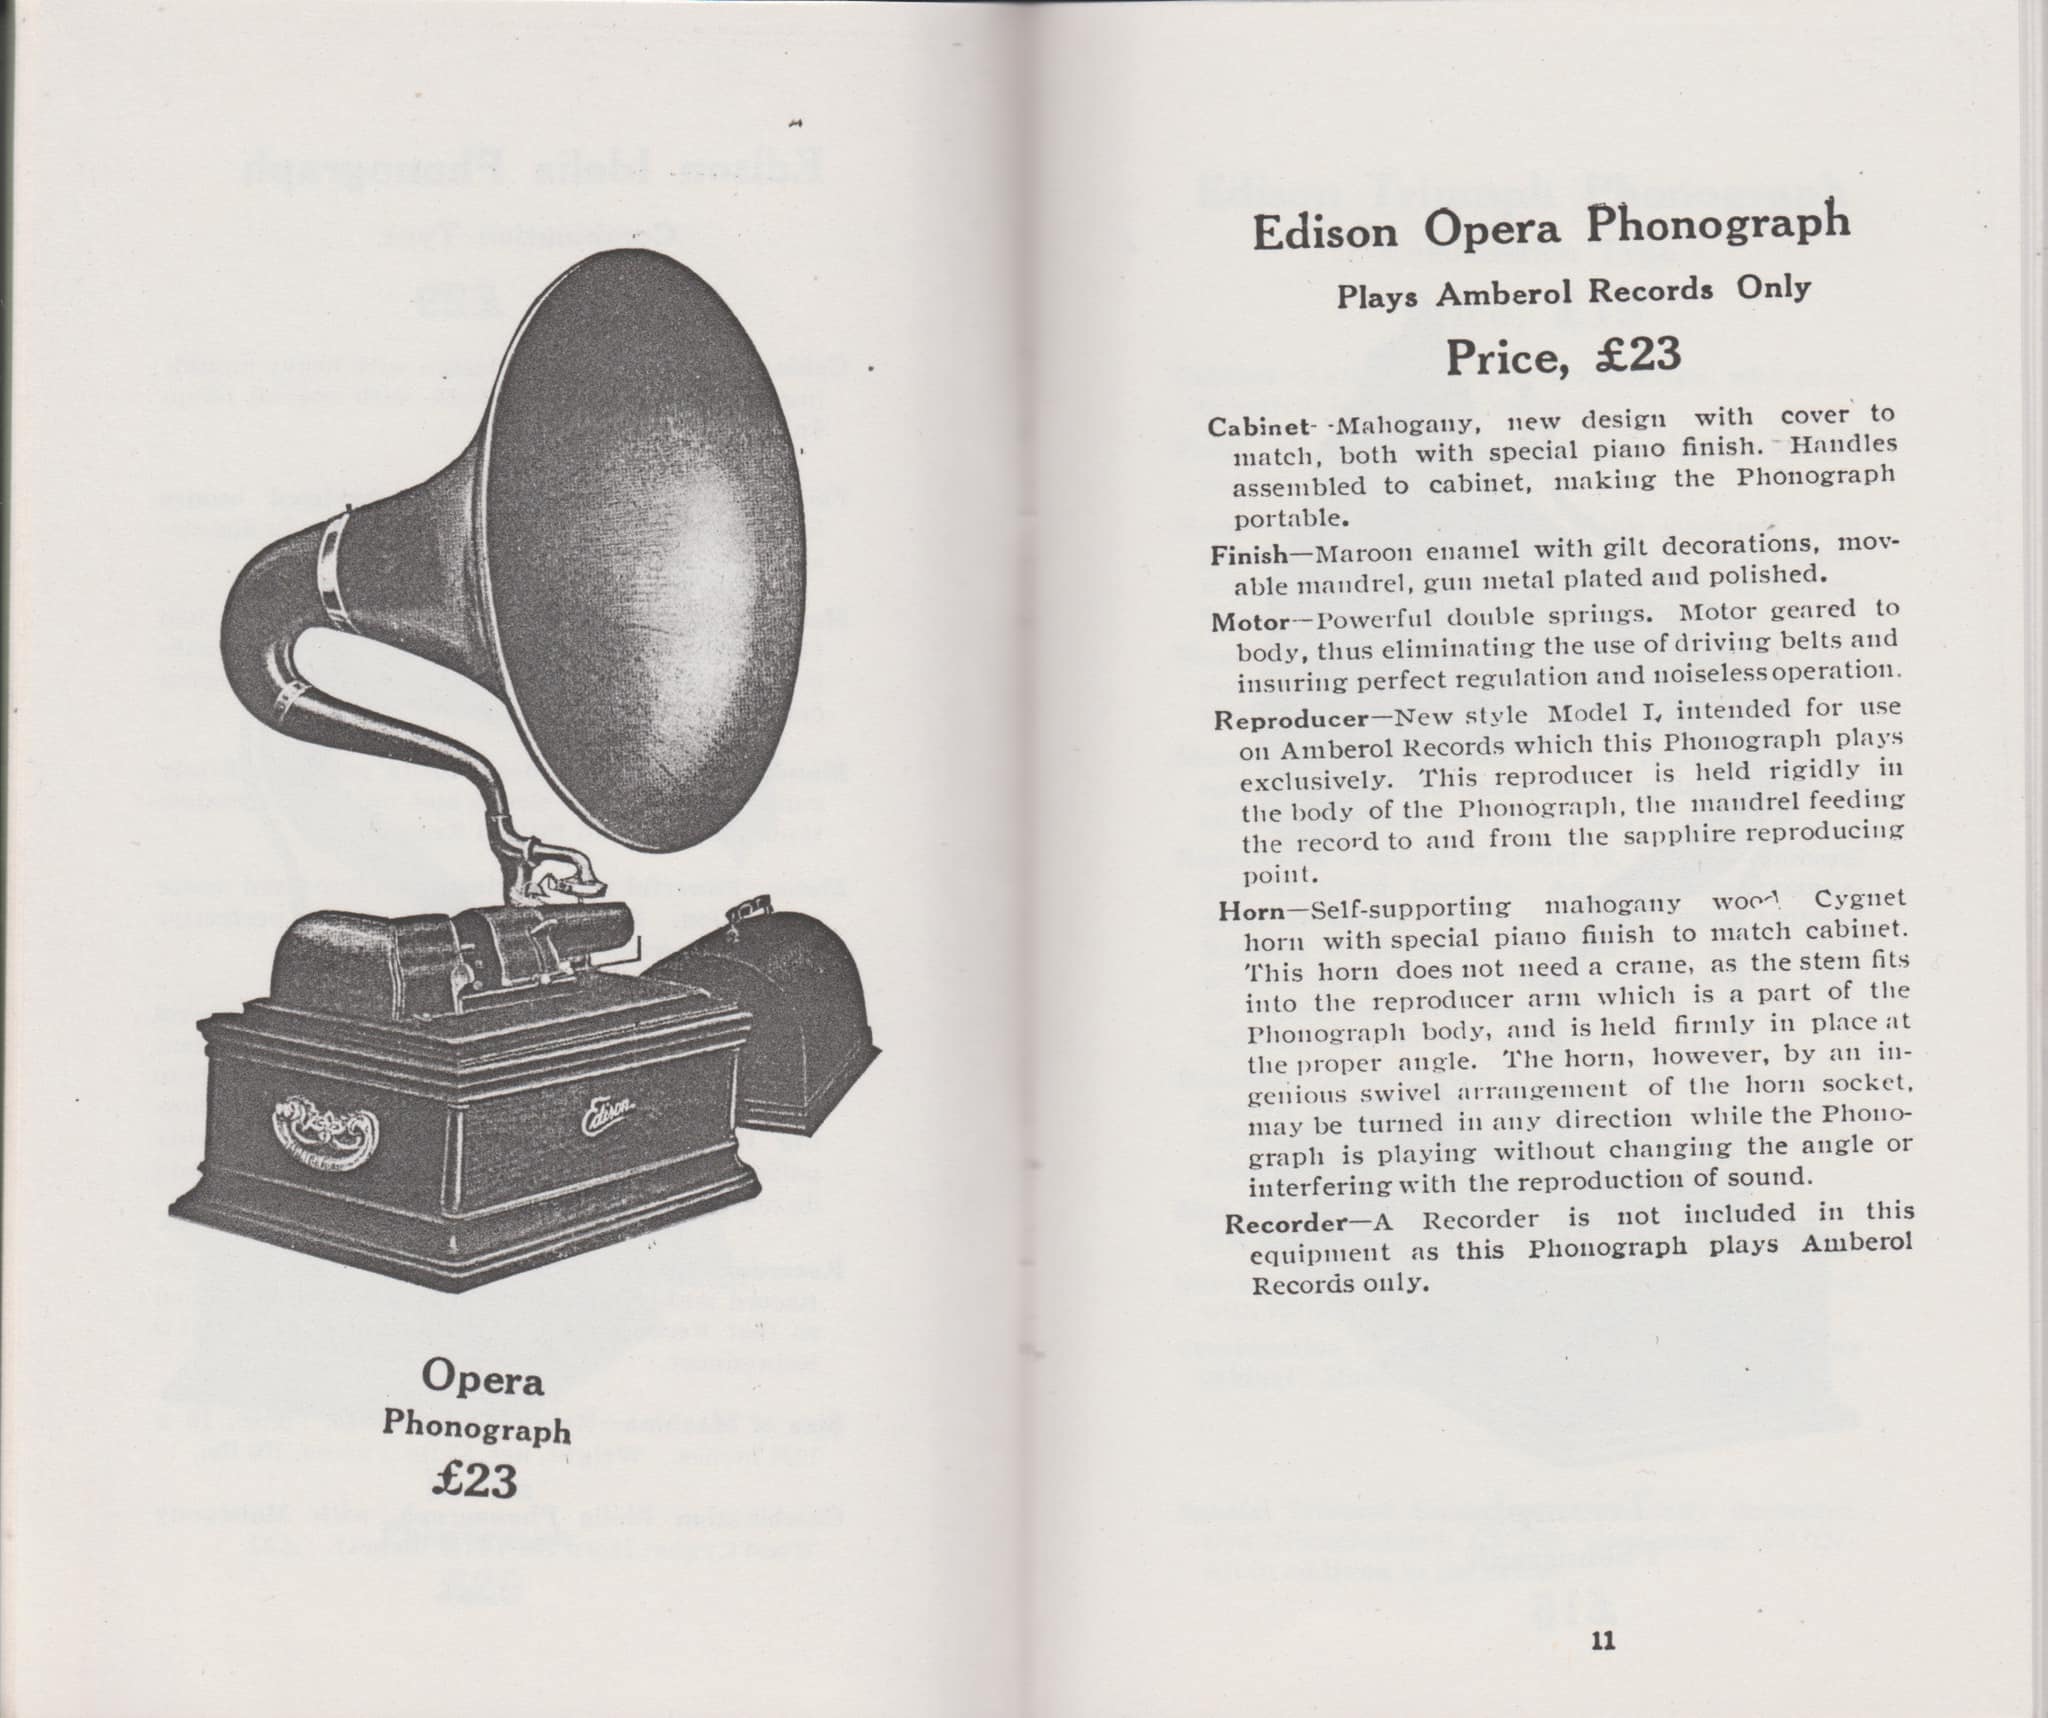 Edison
Opera
Phonograph
£23
Edison Opera Phonograph
Plays Amberol Records Only
Price, £23
Cabinet- -Mahogany, new design with cover to
match, both with special piano finish. Handles
assembled to cabinet, making the Phonograph
portable.
Finish—Maroon enamel with gilt decorations, mov-
able mandrel, gun metal plated and polished.
Motor—Powerful double springs. Motor geared to
body, thus eliminating the use of driving belts and
insuring perfect regulation and noiseless operation.
Reproducer—New style Model L, intended for use
on Amberol Records which this Phonograph plays
exclusively. This reproducer is held rigidly in
the body of the Phonograph, the mandrel feeding
the record to and from the sapphire reproducing
point.
Horn—Self-supporting mahogany wood Cygnet
horn with special piano finish to match cabinet.
This horn does not need a crane, as the stem fits
into the reproducer arm which is a part of the
Phonograph body, and is held firmly in place at
the proper angle. The horn, however, by an in-
genious swivel arrangement of the horn socket,
may be turned in any direction while the Phono-
graph is playing without changing the angle or
interfering with the reproduction of sound.
Recorder—A Recorder is not included in this
equipment as this Phonograph plays Amberol
Records only.
11